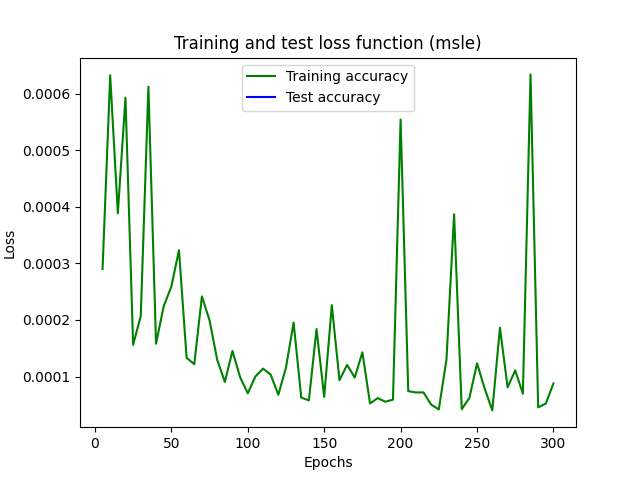 Training and test loss function (msle)
Training accuracy
Test accuracy
0.0006
0.0005
0.0004
0.0003
0.0002
0.0001
Loss
0 50 100 150 200 250 300
Epochs